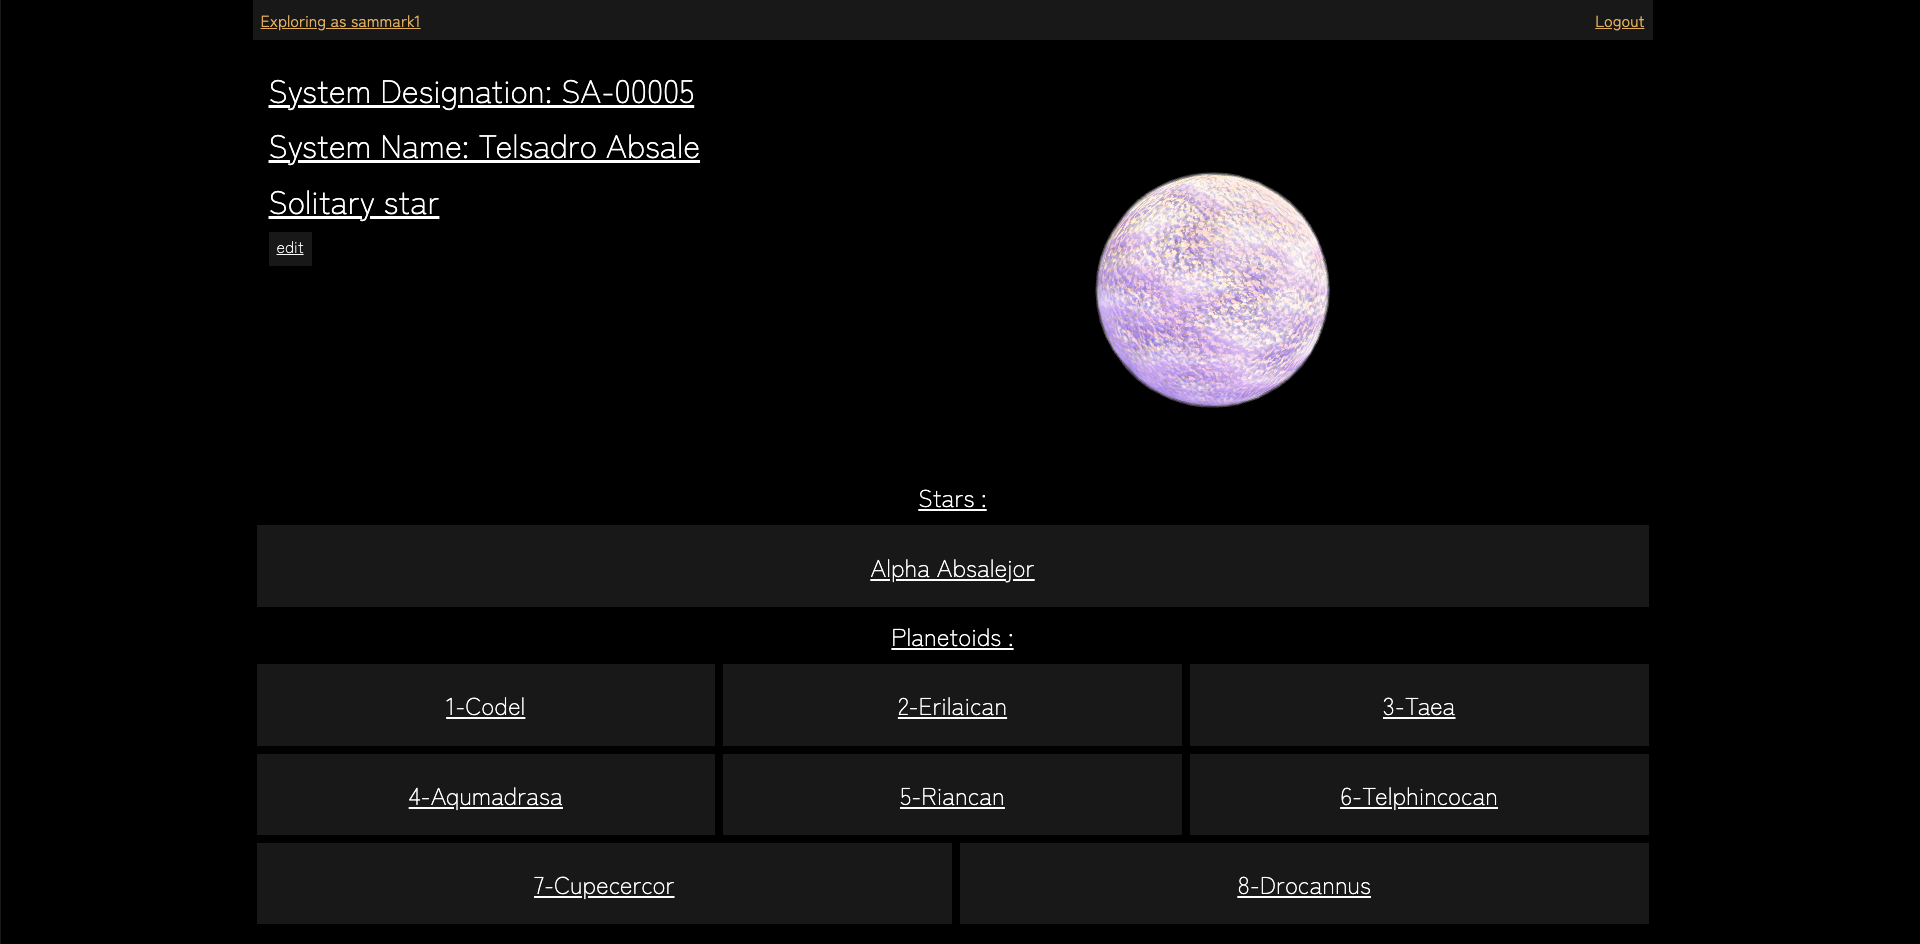 Exploring as sammark1 Logout
System Designation: SA-00005
System Name: Telsadro Absale
Solitary star
edit
Stars :
Alpha Absalejor
Planetoids :
1-Codel 2-Erilaican 3-Taea
4-Aqumadrasa 5-Riancan 6-Telphincocan
7-Cupecercor 8-Drocannus